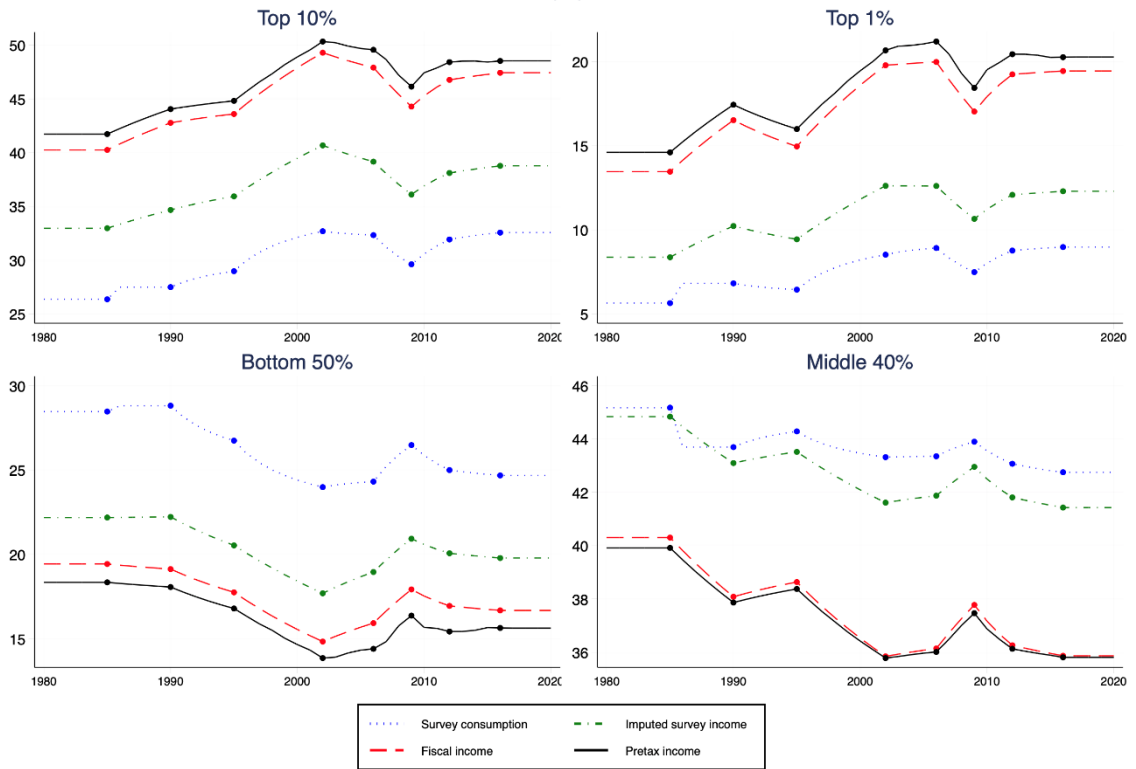 Top 10%
Top 1%
50
45
40
35
30
25
1980 1990 2000 2010 2020
20
15
10
5
1980 1990 2000 2010 2020
Bottom 50%
Middle 40%
30
25
20
15
1980 1990 2000 2010 2020
46
44
42
40
38
36
1980 1990 2000 2010 2020
Survey consumption
Imputed survey income
Fiscal income
Pretax income